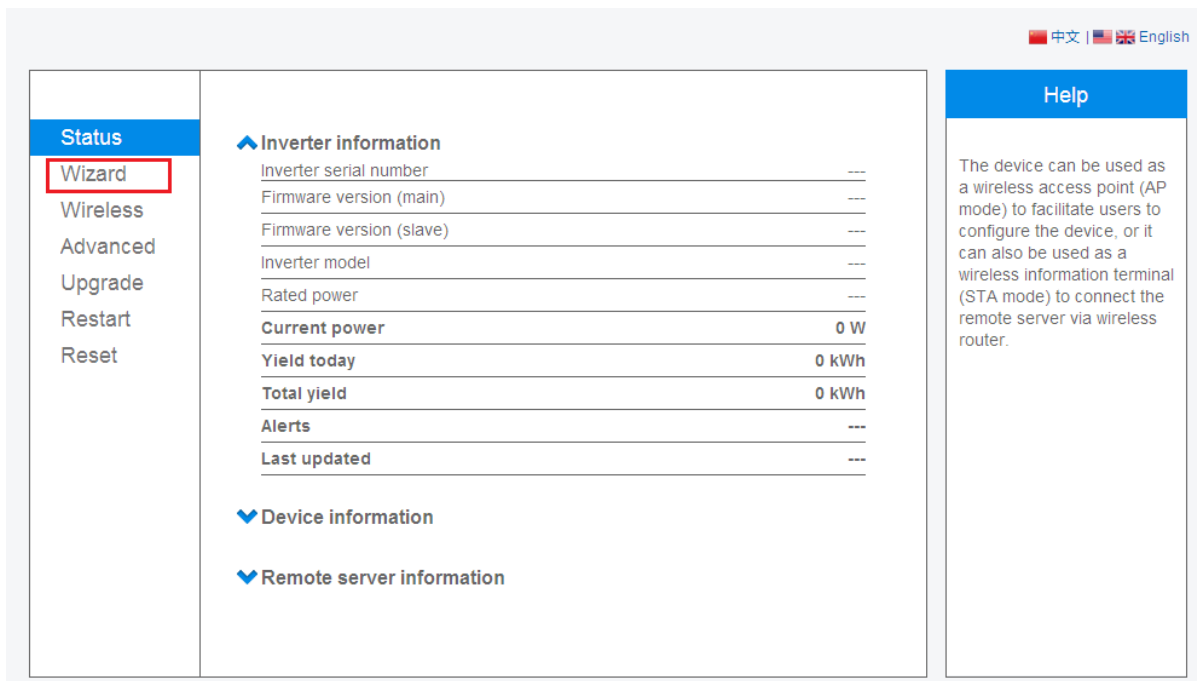 中文 | English
Status
Wizard
Wireless
Advanced
Upgrade
Restart
Reset
Inverter information
Inverter serial number ---
Firmware version (main) ---
Firmware version (slave) ---
Inverter model ---
Rated power ---
Current power 0 W
Yield today 0 kWh
Total yield 0 kWh
Alerts ---
Last updated ---
Device information
Remote server information
Help
The device can be used as
a wireless access point (AP
mode) to facilitate users to
configure the device, or it
can also be used as a
wireless information terminal
(STA mode) to connect the
remote server via wireless
router.